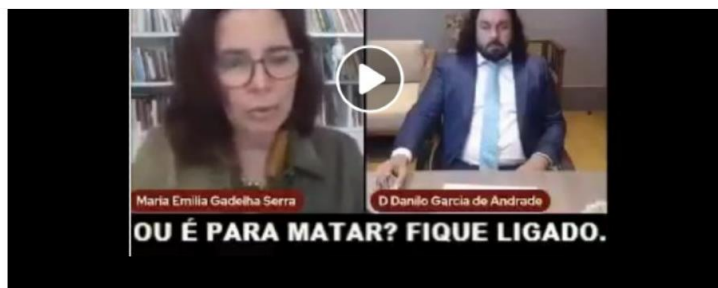 Maria Emilia Gadelha Serra
D Danilo Garcia de Andrade
OU É PARA MATAR? FIQUE LIGADO.